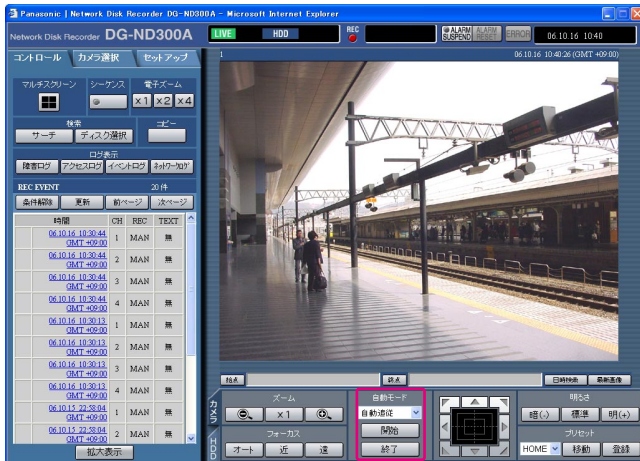 Panasonic | Network Disk Recorder DG-ND300A - Microsoft Internet Explorer
Network Disk Recorder DG-ND300A
LIVE HDD REC ALARM SUSPEND ALARM RESET ERROR 06.10.16 10:40
コントロール カメラ選択 セットアップ
1 06.10.16 10:40:26 (GMT +09:00)
マルチスクリーン シーケンス 電子ズーム
x1 x2 x4
検索 コピー
サーチ ディスク選択
ログ表示
障害ログ アクセスログ イベントログ ネットワークログ
REC EVENT 20 件
条件解除 更新 前ページ 次ページ
時間 CH REC TEXT
06.10.16 10:30:44 GMT +09:00 1 MAN 無
06.10.16 10:30:44 GMT +09:00 2 MAN 無
06.10.16 10:30:44 GMT +09:00 3 MAN 無
06.10.16 10:30:44 GMT +09:00 4 MAN 無
06.10.16 10:30:13 GMT +09:00 1 MAN 無
06.10.16 10:30:13 GMT +09:00 2 MAN 無
06.10.16 10:30:13 GMT +09:00 3 MAN 無
06.10.16 10:30:13 GMT +09:00 4 MAN 無
06.10.15 22:58:04 GMT +09:00 1 MAN 無
06.10.15 22:58:04 GMT +09:00 2 MAN 無
拡大表示
始点 終点 日時検索 最新画像
カメラ
HDD
ズーム
x1
フォーカス
オート 近 遠
自動モード
自動追従
開始
終了
明るさ
暗(-) 標準 明(+)
プリセット
HOME 移動 登録